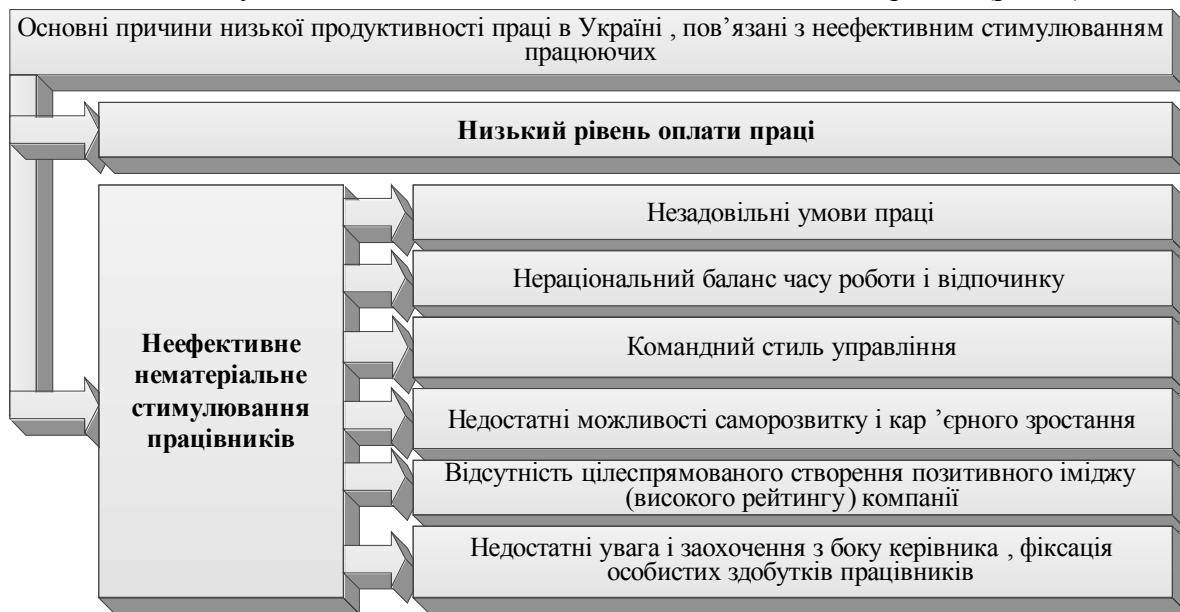 Основні причини низької продуктивності праці в Україні , пов’язані з неефективним стимулюванням
працюючих
Низький рівень оплати праці
Неефективне
нематеріальне
стимулювання
працівників
Незадовільні умови праці
Нераціональний баланс часу роботи і відпочинку
Командний стиль управління
Недостатні можливості саморозвитку і кар ’єрного зростання
Відсутність цілеспрямованого створення позитивного іміджу
(високого рейтингу) компанії
Недостатні увага і заохочення з боку керівника , фіксація
особистих здобутків працівників